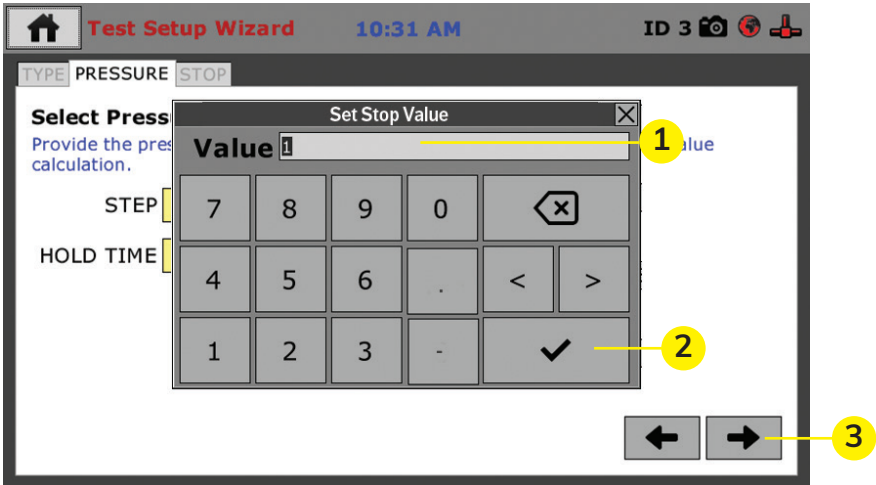 Test Setup Wizard 10:31 AM ID 3
TYPE PRESSURE STOP
Select Press
Set Stop Value
Provide the pres alue
calculation.
Value 1
1
STEP
7 8 9 0
HOLD TIME
4 5 6 . < >
1 2 3 -
2
3